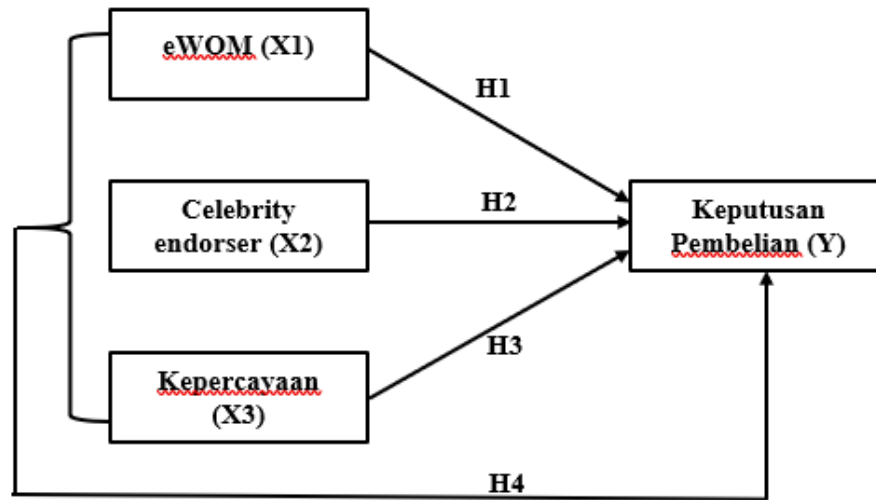 eWOM (X1)
H1
Celebrity
endorser (X2)
H2
Keputusan
Pembelian (Y)
Kepercayaan
(X3)
H3
H4